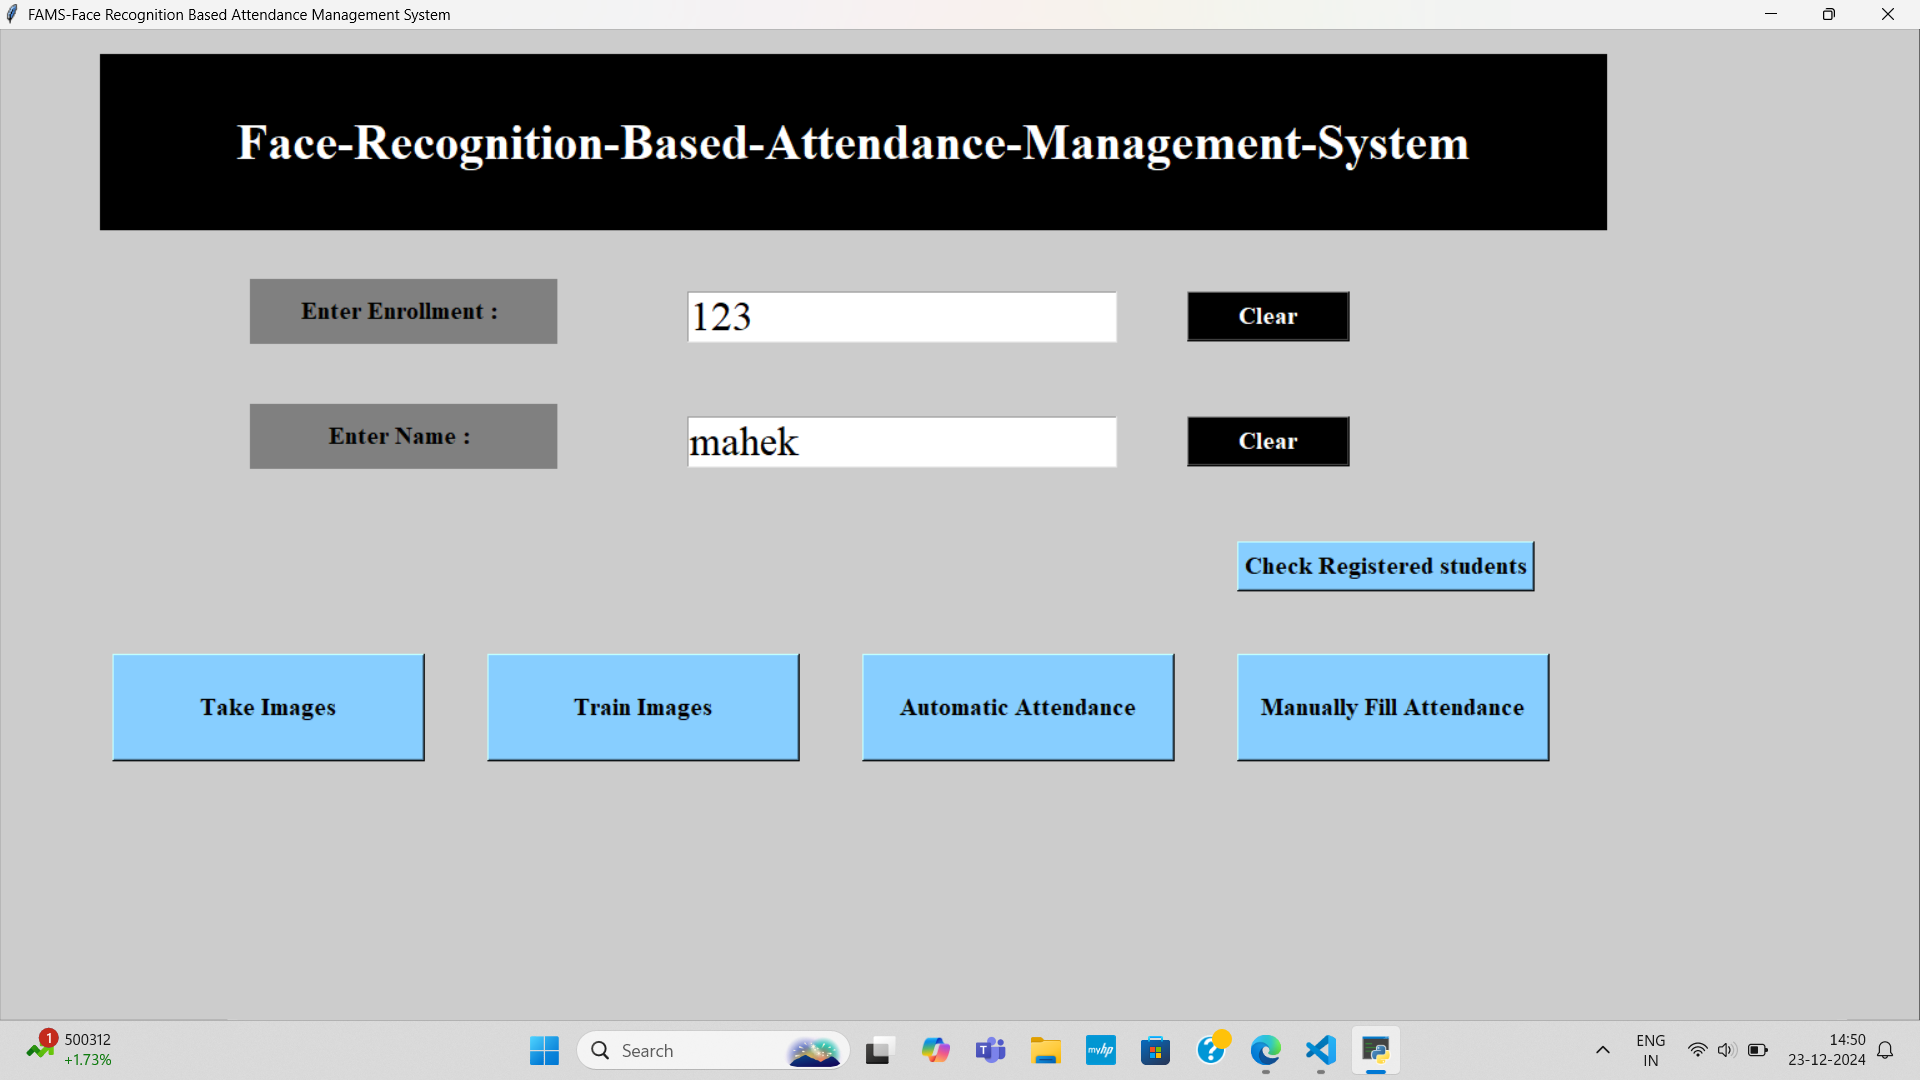 FAMS-Face Recognition Based Attendance Management System
Face-Recognition-Based-Attendance-Management-System
Enter Enrollment :
123
Clear
Enter Name :
mahek
Clear
Check Registered students
Take Images
Train Images
Automatic Attendance
Manually Fill Attendance
1
500312
+1.73%
Search
myhp
ENG
IN
14:50
23-12-2024